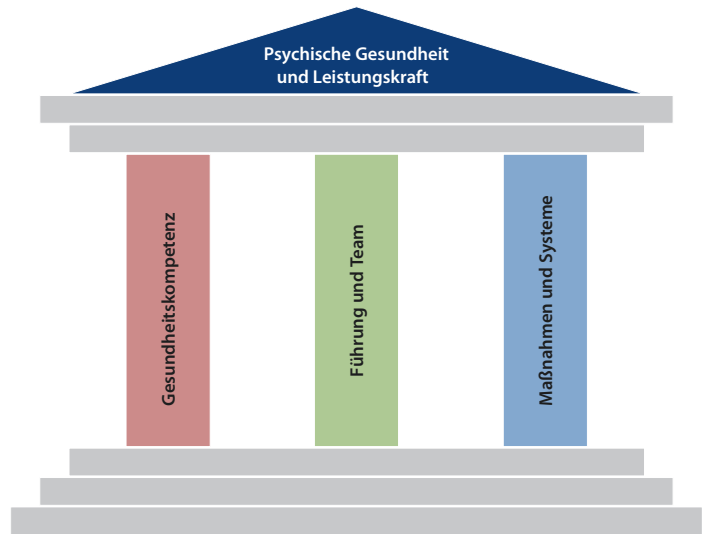 Psychische Gesundheit
und Leistungskraft
Gesundheitskompetenz
Führung und Team
Maßnahmen und Systeme